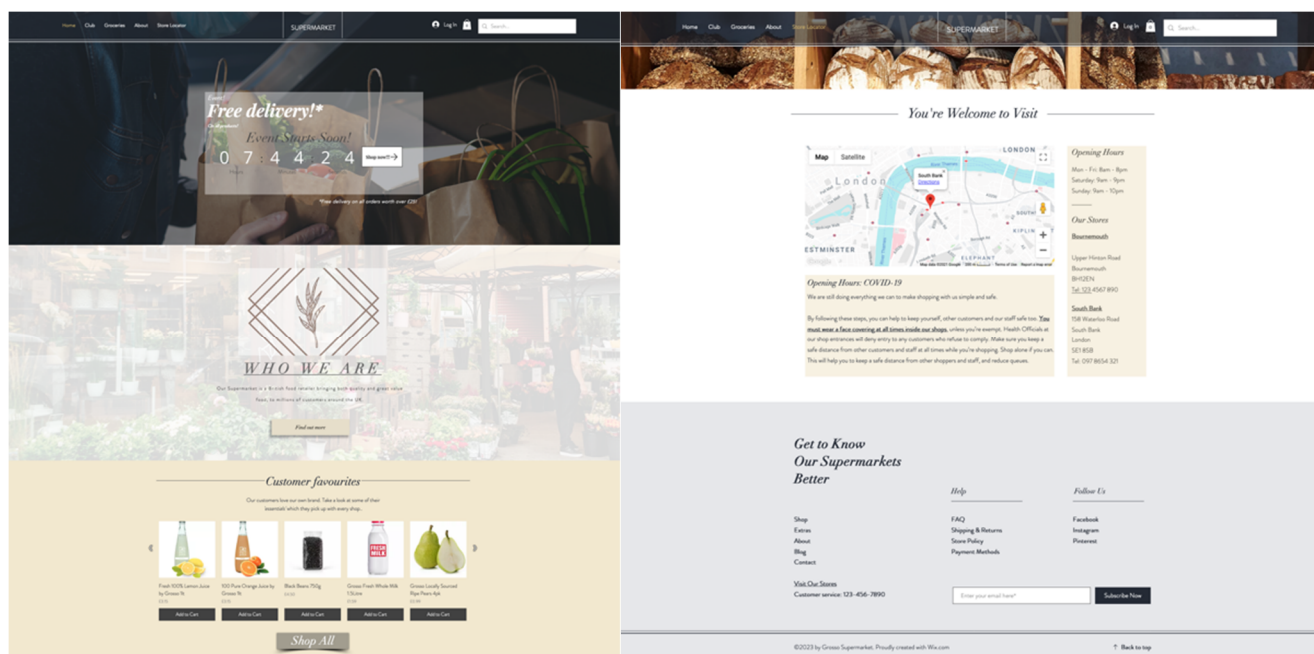 Home Club Groceries About Store Locator
SUPERMARKET
Log In
Search...
Free delivery!*
Event Starts Soon!
0 7 : 4 4 : 2 4
Shop now!!!
*Free delivery on all orders worth over £25!
WHO WE ARE
Our Supermarket is a British food retailer bringing both quality and great value
food, to millions of customers around the UK.
Find out more
Customer favourites
Our customers love our own brand. Take a look at some of their
'essentials' which they pick up with every shop.
Fresh 100% Lemon Juice
by Grosso 1lt
Add to Cart
100 Pure Orange Juice by
Grosso 1lt
Add to Cart
Black Beans 750g
Add to Cart
FRESH
MILK
Grosso Fresh Whole Milk
1.5Litre
Add to Cart
Grosso Locally Sourced
Ripe Pears 4pk
Add to Cart
Shop All
Home Club Groceries About Store Locator
SUPERMARKET
Log In
Search...
You're Welcome to Visit
Map Satellite
LONDON
London
South Bank
Directions
ESTMINSTER
ELEPHANT
Opening Hours
Mon - Fri: 8am - 8pm
Saturday: 9am - 9pm
Sunday: 9am - 10pm
Our Stores
Bournemouth
Upper Hinton Road
Bournemouth
BH12EN
Tel: 123-4567 890
South Bank
158 Waterloo Road
South Bank
London
SE1 8SB
Tel: 097 8654 321
Opening Hours: COVID-19
We are still doing everything we can to make shopping with us simple and safe.
By following these steps, you can help to keep yourself, other customers and our staff safe too. You
must wear a face covering at all times inside our shops, unless you're exempt. Health Officials at
our shop entrances will deny entry to any customers who refuse to comply. Make sure you keep a
safe distance from other customers and staff at all times while you're shopping. Shop alone if you can.
This will help you to keep a safe distance from other shoppers and staff, and reduce queues.
Get to Know
Our Supermarkets
Better
Shop
Extras
About
Blog
Contact
Visit Our Stores
Customer service: 123-456-7890
Help
FAQ
Shipping & Returns
Store Policy
Payment Methods
Follow Us
Facebook
Instagram
Pinterest
Enter your email here*
Subscribe Now
©2023 by Grosso Supermarket. Proudly created with Wix.com
Back to top